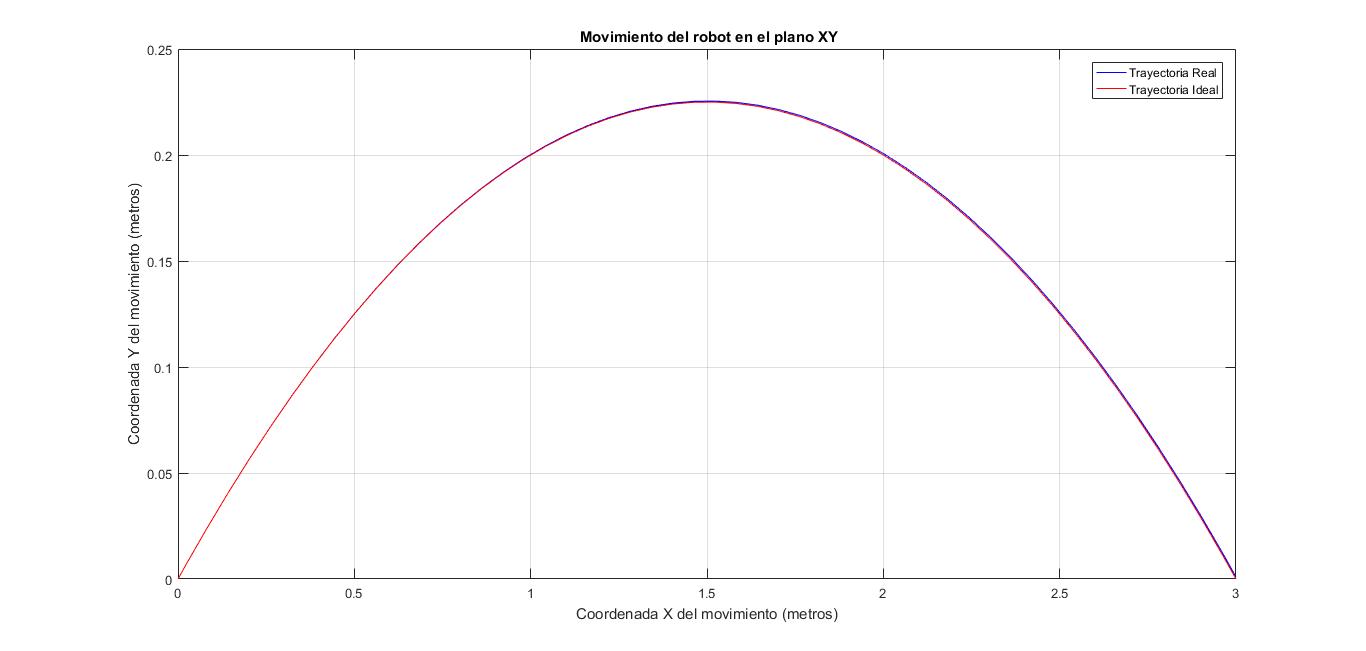 Movimiento del robot en el plano XY
0.25
Trayectoria Real
Trayectoria Ideal
0.2
0.15
0.1
0.05
0
Coordenada Y del movimiento (metros)
0 0.5 1 1.5 2 2.5 3
Coordenada X del movimiento (metros)